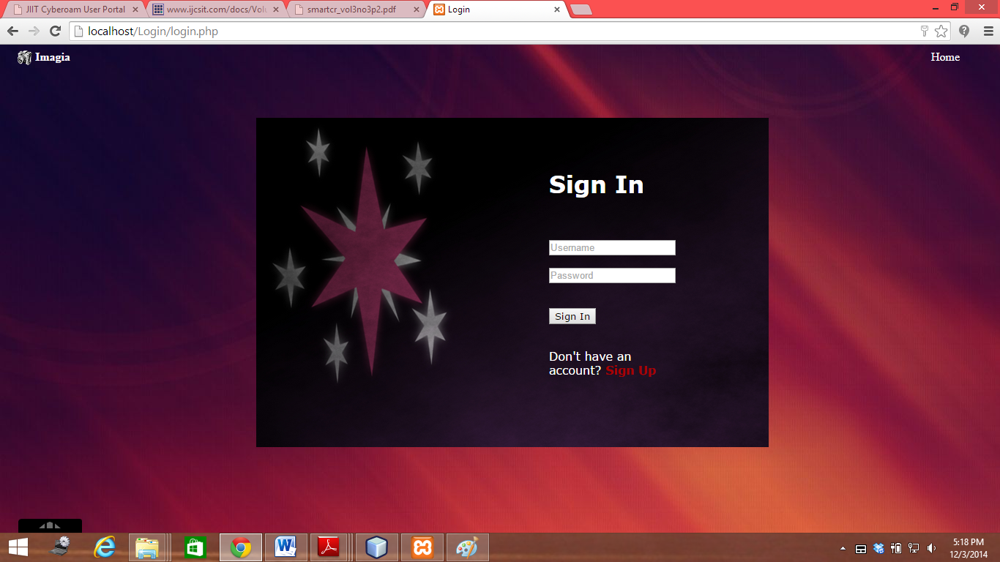 JIIT Cyberoam User Portal
www.ijcsit.com/docs/Volu
smartcr_vol3no3p2.pdf
Login
localhost/Login/login.php
Imagia
Home
Sign In
Username
Password
Sign In
Don't have an
account? Sign Up
5:18 PM
12/3/2014